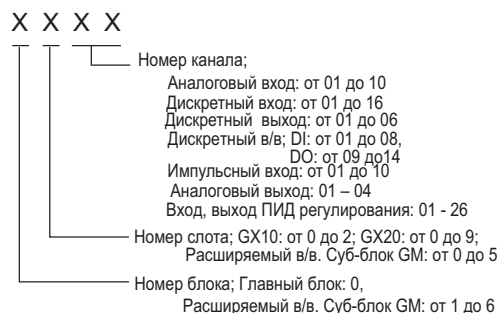 X X X X
Номер канала;
Аналоговый вход: от 01 до 10
Дискретный вход: от 01 до 16
Дискретный выход: от 01 до 06
Дискретный в/в; DI: от 01 до 08,
DO: от 09 до14
Импульсный вход: от 01 до 10
Аналоговый выход: 01 – 04
Вход, выход ПИД регулирования: 01 - 26
Номер слота; GX10: от 0 до 2; GX20: от 0 до 9;
Расширяемый в/в. Суб-блок GM: от 0 до 5
Номер блока; Главный блок: 0,
Расширяемый в/в. Суб-блок GM: от 1 до 6